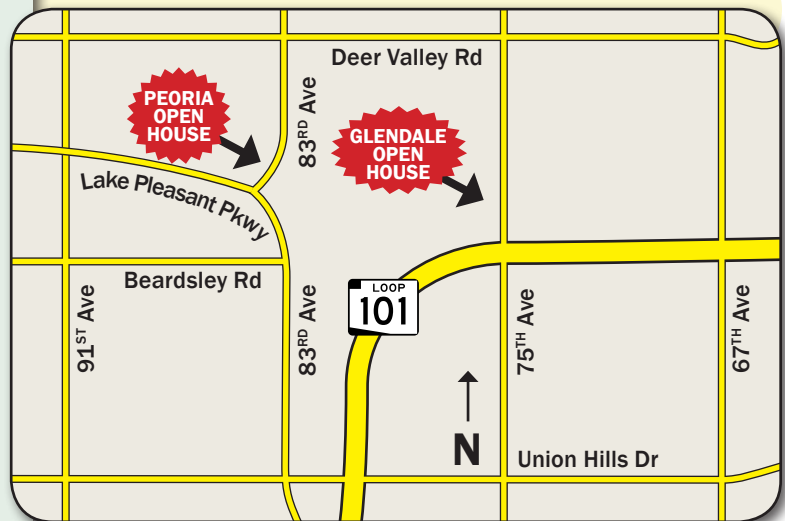 Deer Valley Rd
PEORIA
OPEN
HOUSE
83RD Ave
GLENDALE
OPEN
HOUSE
Lake Pleasant Pkwy
Beardsley Rd
LOOP
101
91ST Ave
83RD Ave
75TH Ave
67TH Ave
N
Union Hills Dr